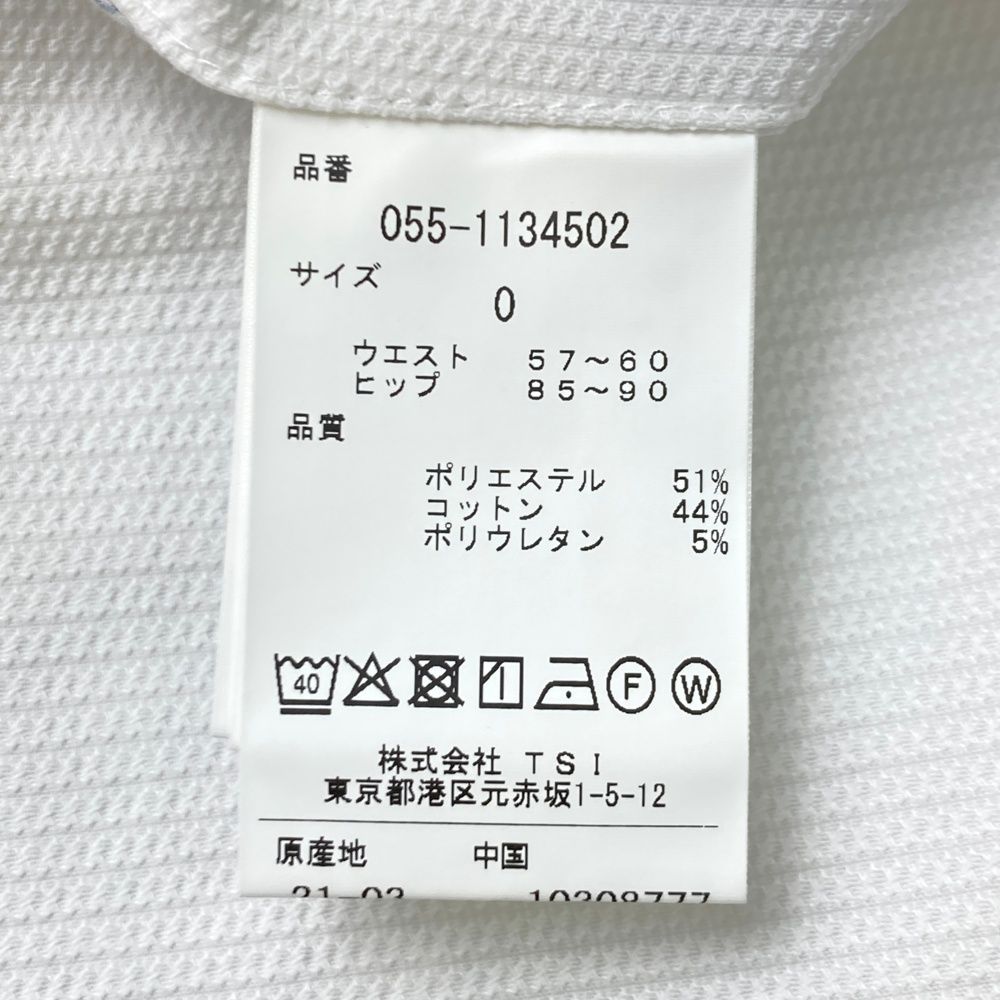 品番
055-1134502
サイズ
0
ウエスト 57～60
ヒップ 85～90
品質
ポリエステル 51%
コットン 44%
ポリウレタン 5%
40 F W
株式会社 TSI
東京都港区元赤坂1-5-12
原産地 中国
21-03 10308777